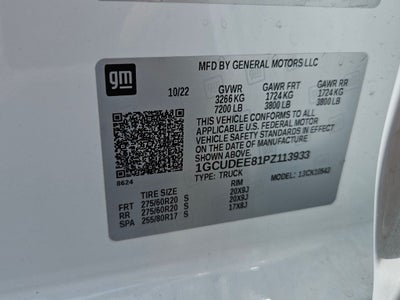 gm
MFD BY GENERAL MOTORS LLC
10/22 GVWR GAWR FRT GAWR RR
3266 KG 1724 KG 1724 KG
7200 LB 3800 LB 3800 LB
THIS VEHICLE CONFORMS TO ALL
APPLICABLE U.S. FEDERAL MOTOR
VEHICLE SAFETY STANDARDS IN EFFECT
ON THE DATE OF MANUFACTURE SHOWN ABOVE.
1GCUDEE81PZ113933
8624
TYPE: TRUCK MODEL: 13CK10543
TIRE SIZE RIM
FRT 275/60R20 S 20X9J
RR 275/60R20 S 20X9J
SPA 255/80R17 S 17X8J